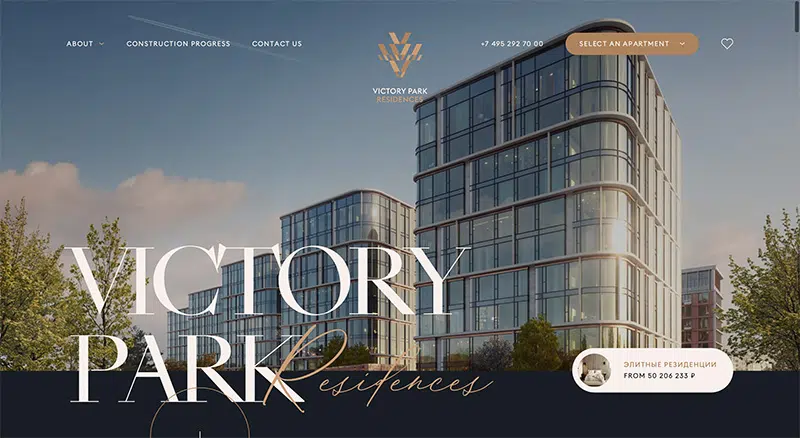 ABOUT
CONSTRUCTION PROGRESS
CONTACT US
VICTORY PARK
RESIDENCES
+7 495 292 70 00
SELECT AN APARTMENT
VICTORY
PARK
Residences
ЭЛИТНЫЕ РЕЗИДЕНЦИИ
FROM 50 206 233 ₽